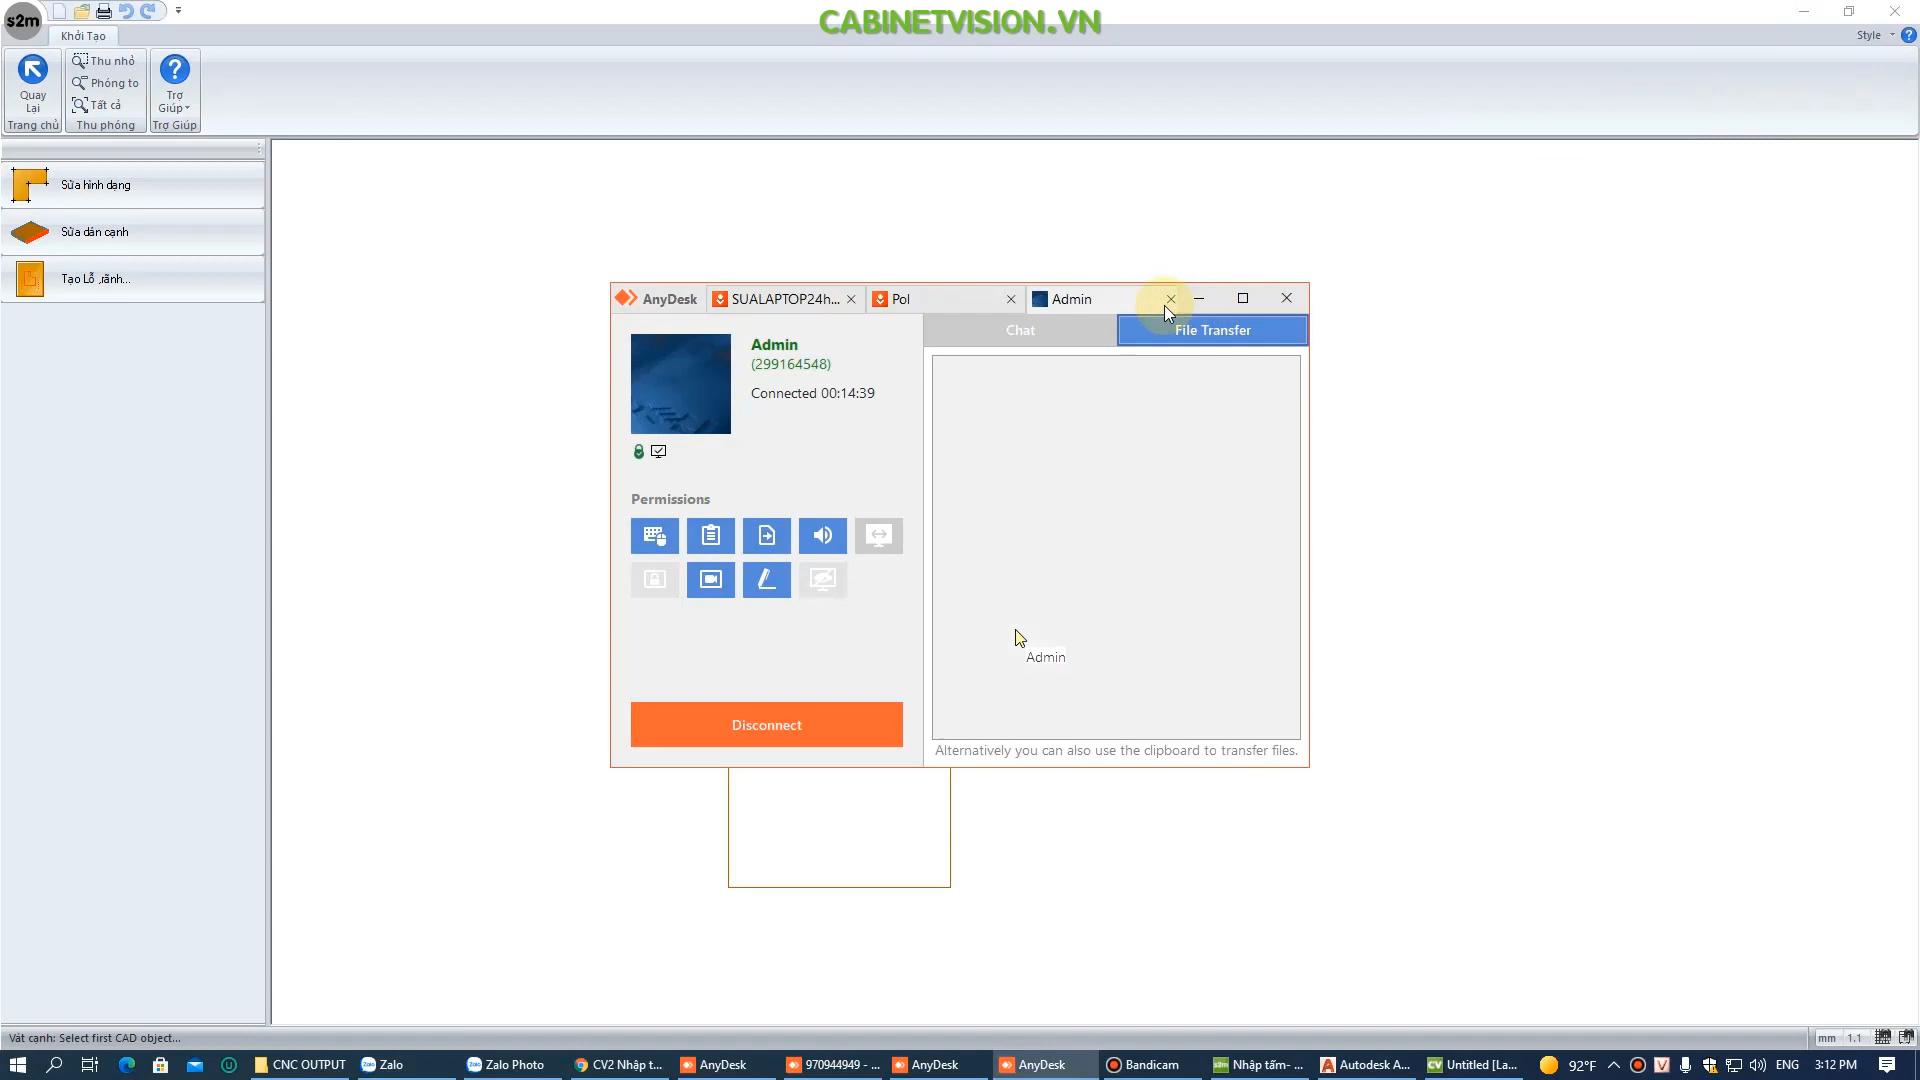 s2m
CABINETVISION.VN
Khởi Tạo
Style
Quay
Lại
Trang chủ
Thu nhỏ
Phóng to
Tất cả
Thu phóng
Trợ
Giúp
Trợ Giúp
Sửa hình dạng
Sửa dán cạnh
Tạo Lỗ ,rãnh...
AnyDesk
SUALAPTOP24h...
Pol
Admin
Chat
File Transfer
Admin
(299164548)
Connected 00:14:39
Permissions
Admin
Disconnect
Alternatively you can also use the clipboard to transfer files.
Vát cạnh: Select first CAD object...
mm
1.1
CNC OUTPUT
Zalo
Zalo Photo
CV2 Nhập t...
AnyDesk
970944949 - ...
AnyDesk
AnyDesk
Bandicam
Nhập tấm- ...
Autodesk A...
Untitled [La...
92°F
ENG
3:12 PM